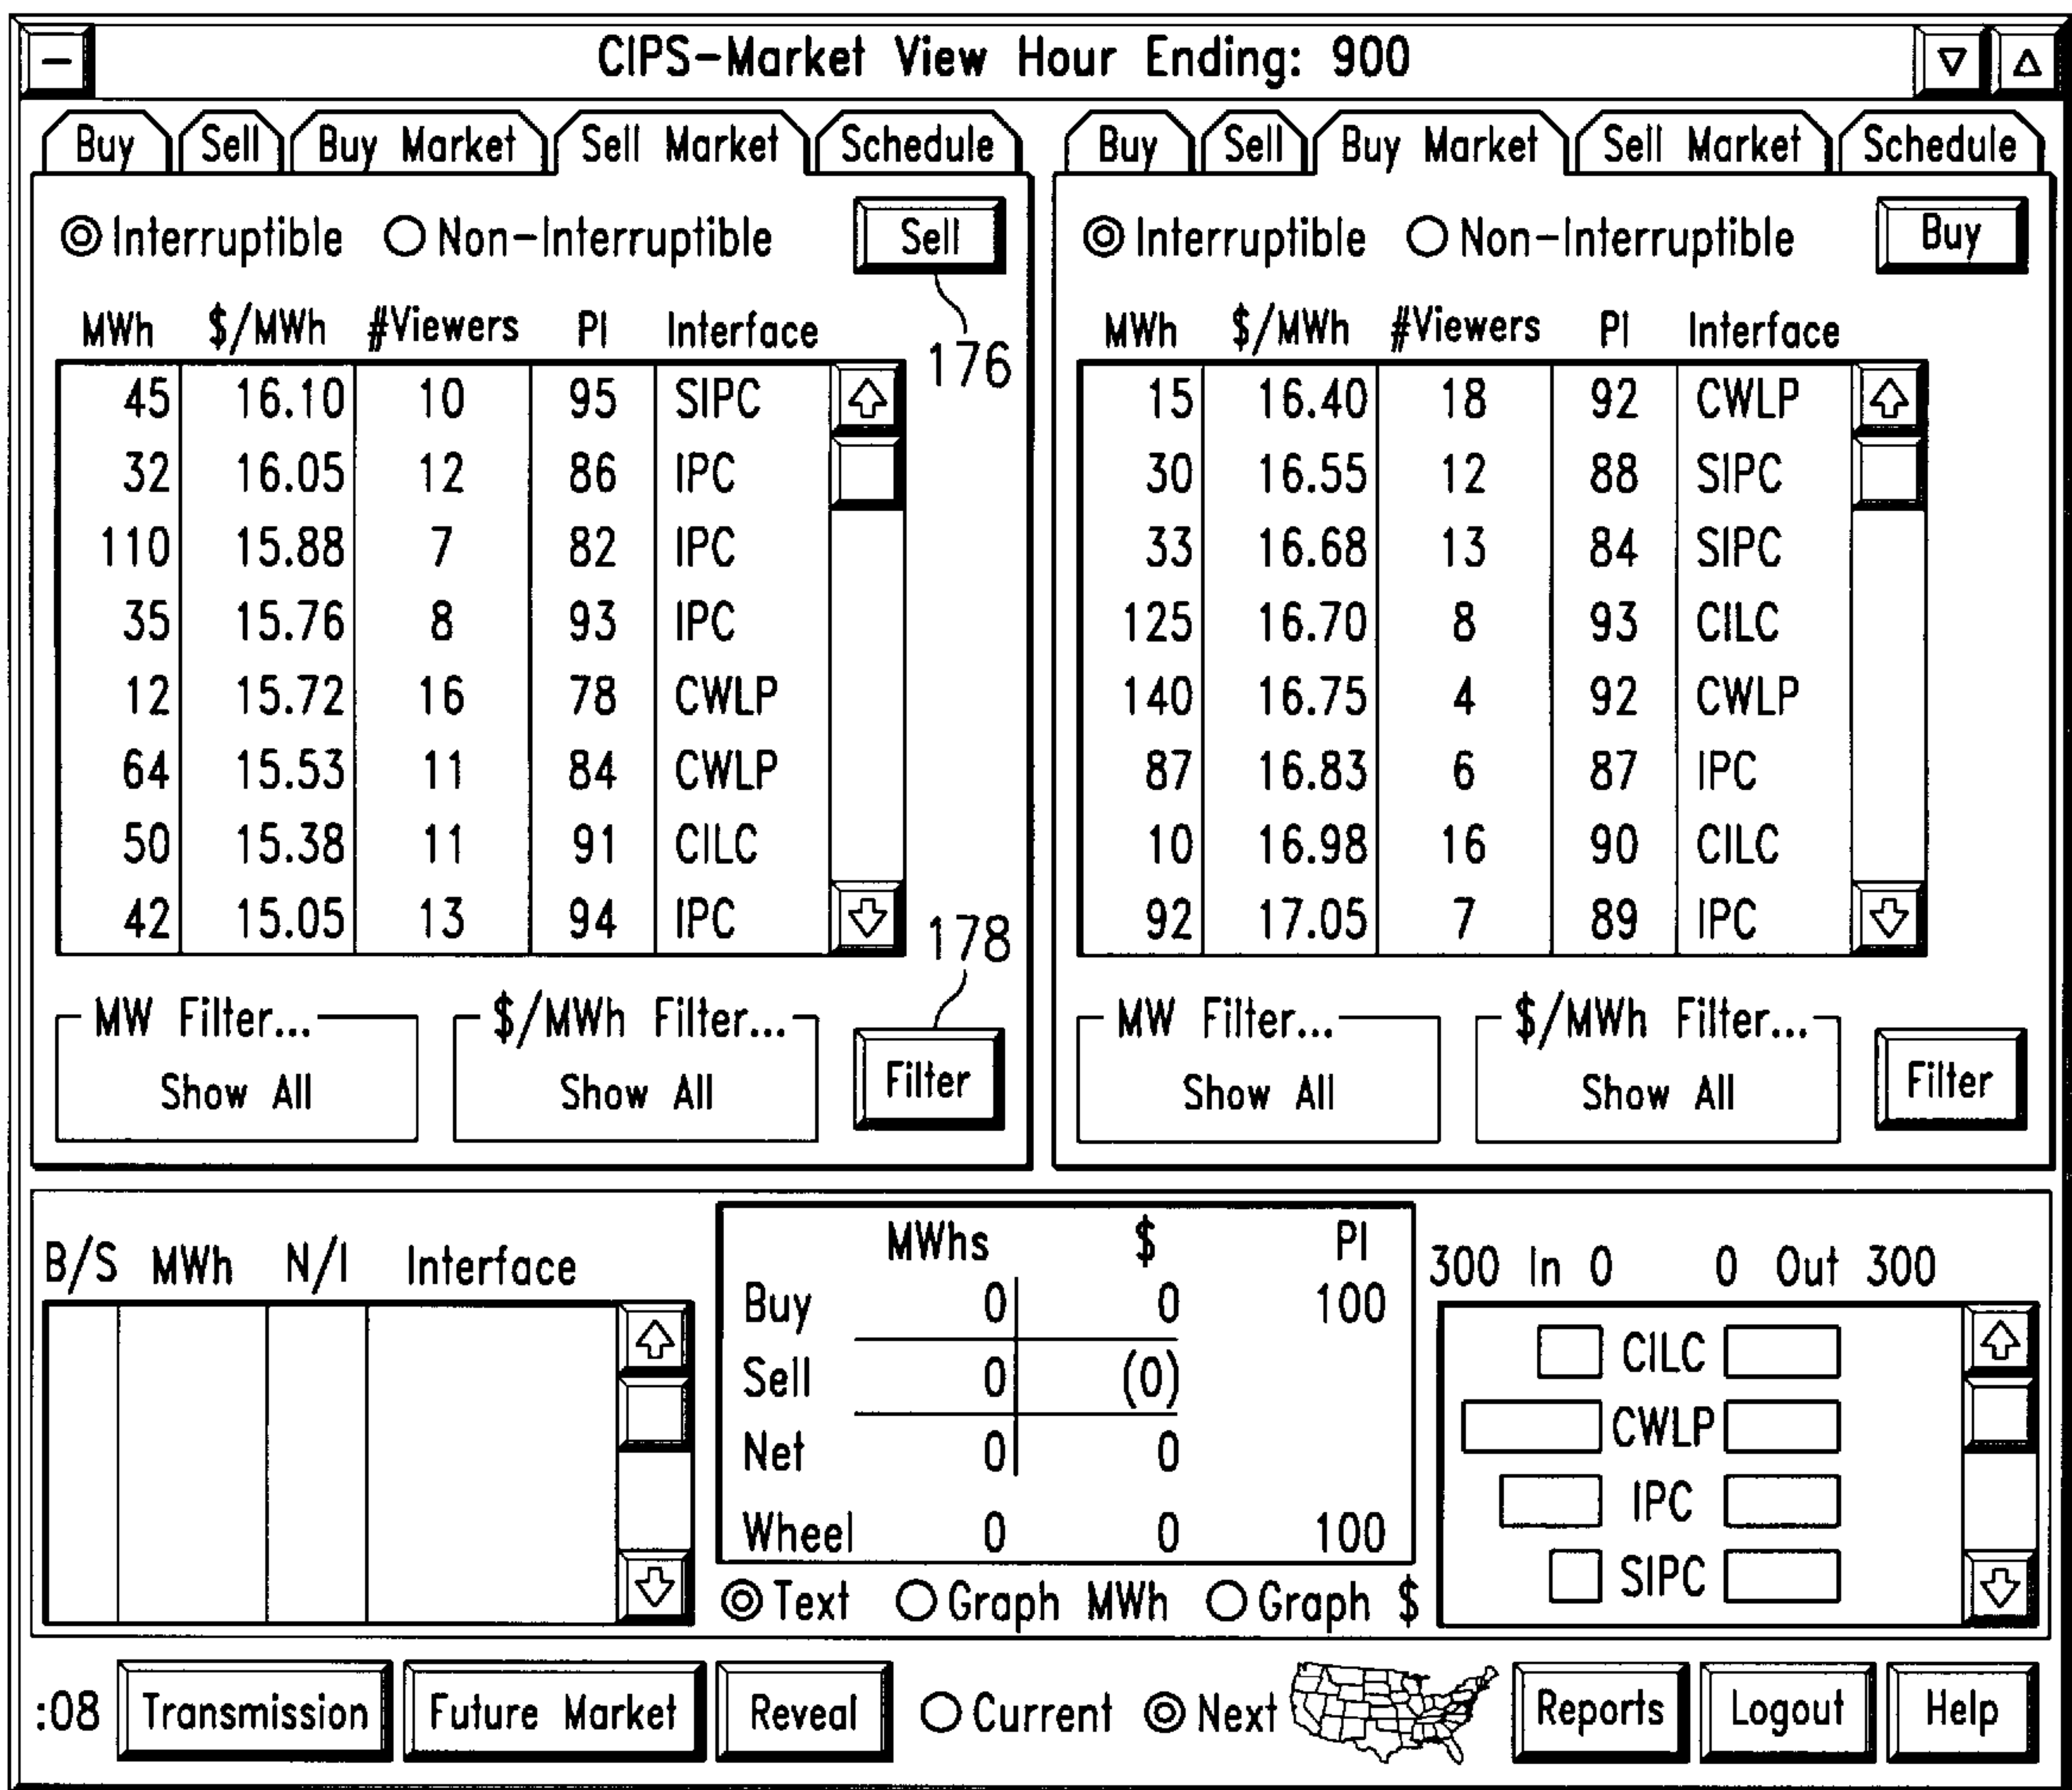 CIPS-Market View Hour Ending: 900
Buy Sell Buy Market Sell Market Schedule
Interruptible Non-Interruptible Sell
176
MWh $/MWh #Viewers PI Interface
45 16.10 10 95 SIPC
32 16.05 12 86 IPC
110 15.88 7 82 IPC
35 15.76 8 93 IPC
12 15.72 16 78 CWLP
64 15.53 11 84 CWLP
50 15.38 11 91 CILC
42 15.05 13 94 IPC
178
MW Filter... $/MWh Filter...
Show All Show All Filter
Buy Sell Buy Market Sell Market Schedule
Interruptible Non-Interruptible Buy
MWh $/MWh #Viewers PI Interface
15 16.40 18 92 CWLP
30 16.55 12 88 SIPC
33 16.68 13 84 SIPC
125 16.70 8 93 CILC
140 16.75 4 92 CWLP
87 16.83 6 87 IPC
10 16.98 16 90 CILC
92 17.05 7 89 IPC
MW Filter... $/MWh Filter...
Show All Show All Filter
B/S MWh N/I Interface
MWhs $ PI
Buy 0 0 100
Sell 0 (0)
Net 0 0
Wheel 0 0 100
Text Graph MWh Graph $
300 In 0 0 Out 300
CILC
CWLP
IPC
SIPC
:08 Transmission Future Market Reveal Current Next Reports Logout Help